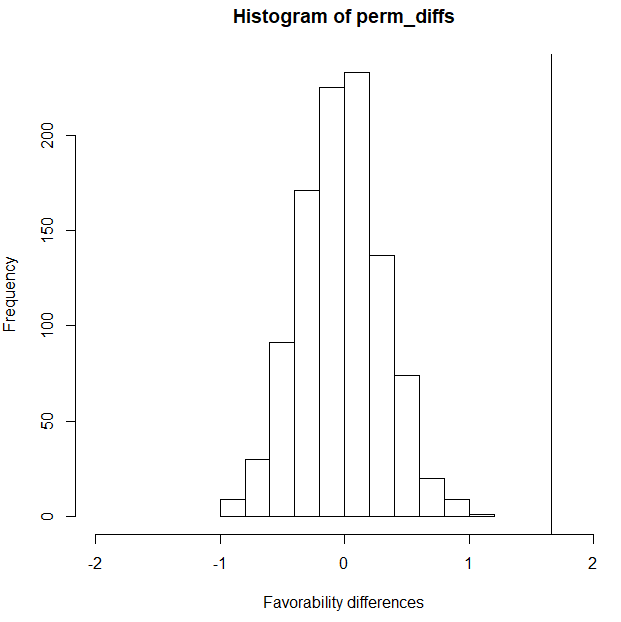 Histogram of perm_diffs
Frequency
200
150
100
50
0
-2 -1 0 1 2
Favorability differences